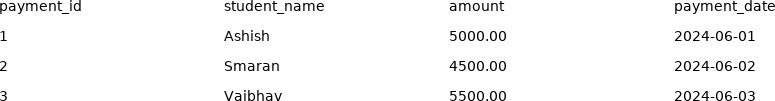 payment_id student_name amount payment_date
1 Ashish 5000.00 2024-06-01
2 Smaran 4500.00 2024-06-02
3 Vaibhav 5500.00 2024-06-03